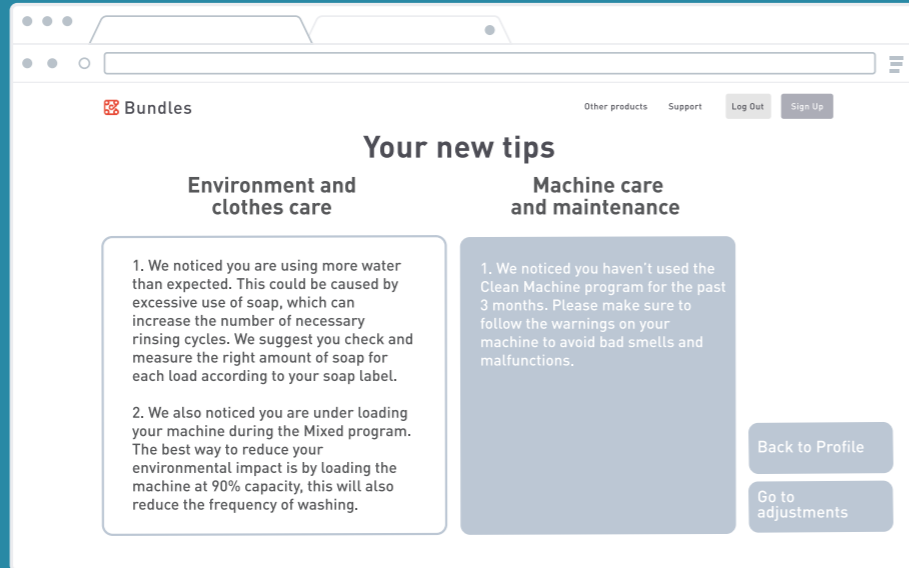 Bundles
Other products Support Log Out Sign Up
Your new tips
Environment and
clothes care
1. We noticed you are using more water
than expected. This could be caused by
excessive use of soap, which can
increase the number of necessary
rinsing cycles. We suggest you check and
measure the right amount of soap for
each load according to your soap label.
2. We also noticed you are under loading
your machine during the Mixed program.
The best way to reduce your
environmental impact is by loading the
machine at 90% capacity, this will also
reduce the frequency of washing.
Machine care
and maintenance
1. We noticed you haven't used the
Clean Machine program for the past
3 months. Please make sure to
follow the warnings on your
machine to avoid bad smells and
malfunctions.
Back to Profile
Go to
adjustments